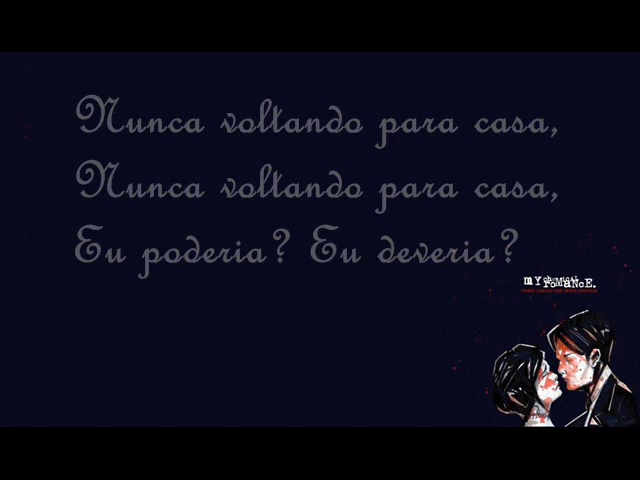 Nunca voltando para casa,
Nunca voltando para casa,
Eu poderia? Eu deveria?
MY CHEMICAL
ROMANCE.